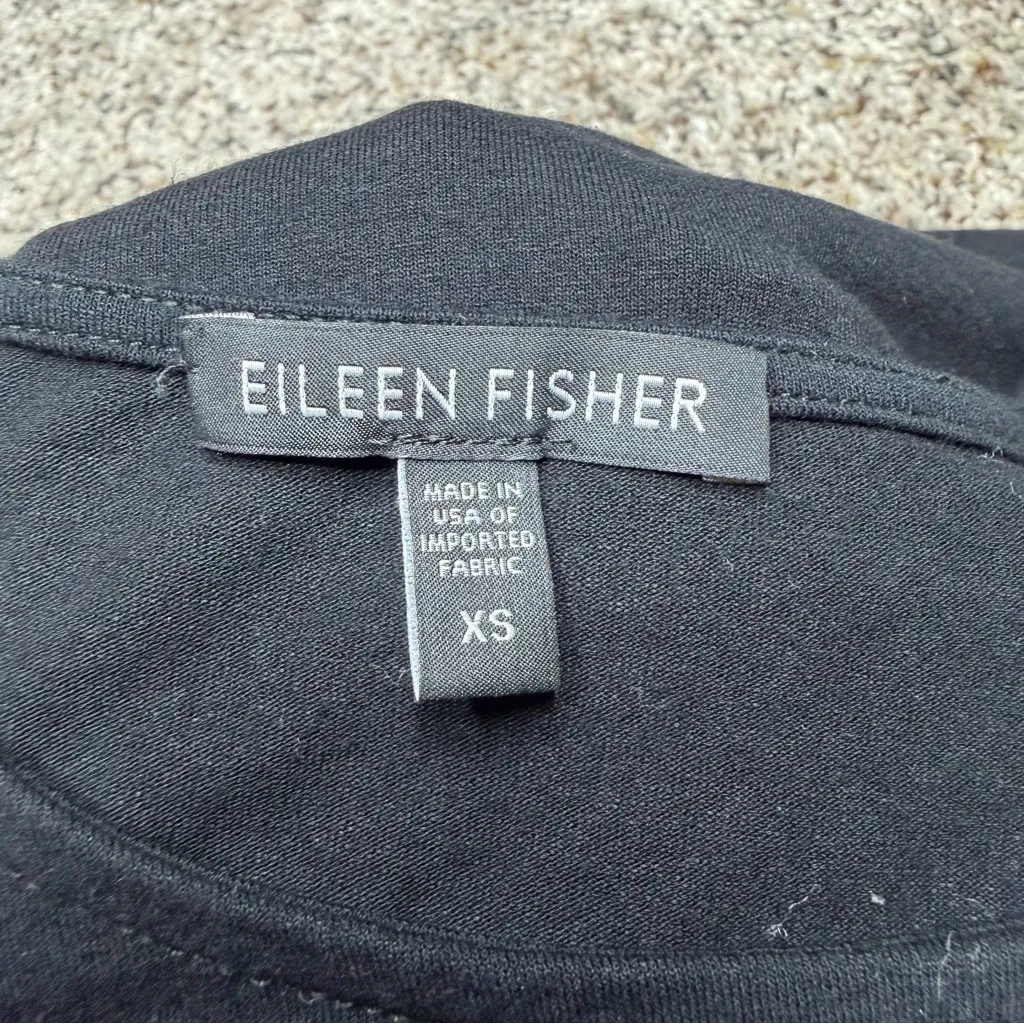 EILEEN FISHER
MADE IN
USA OF
IMPORTED
FABRIC
XS